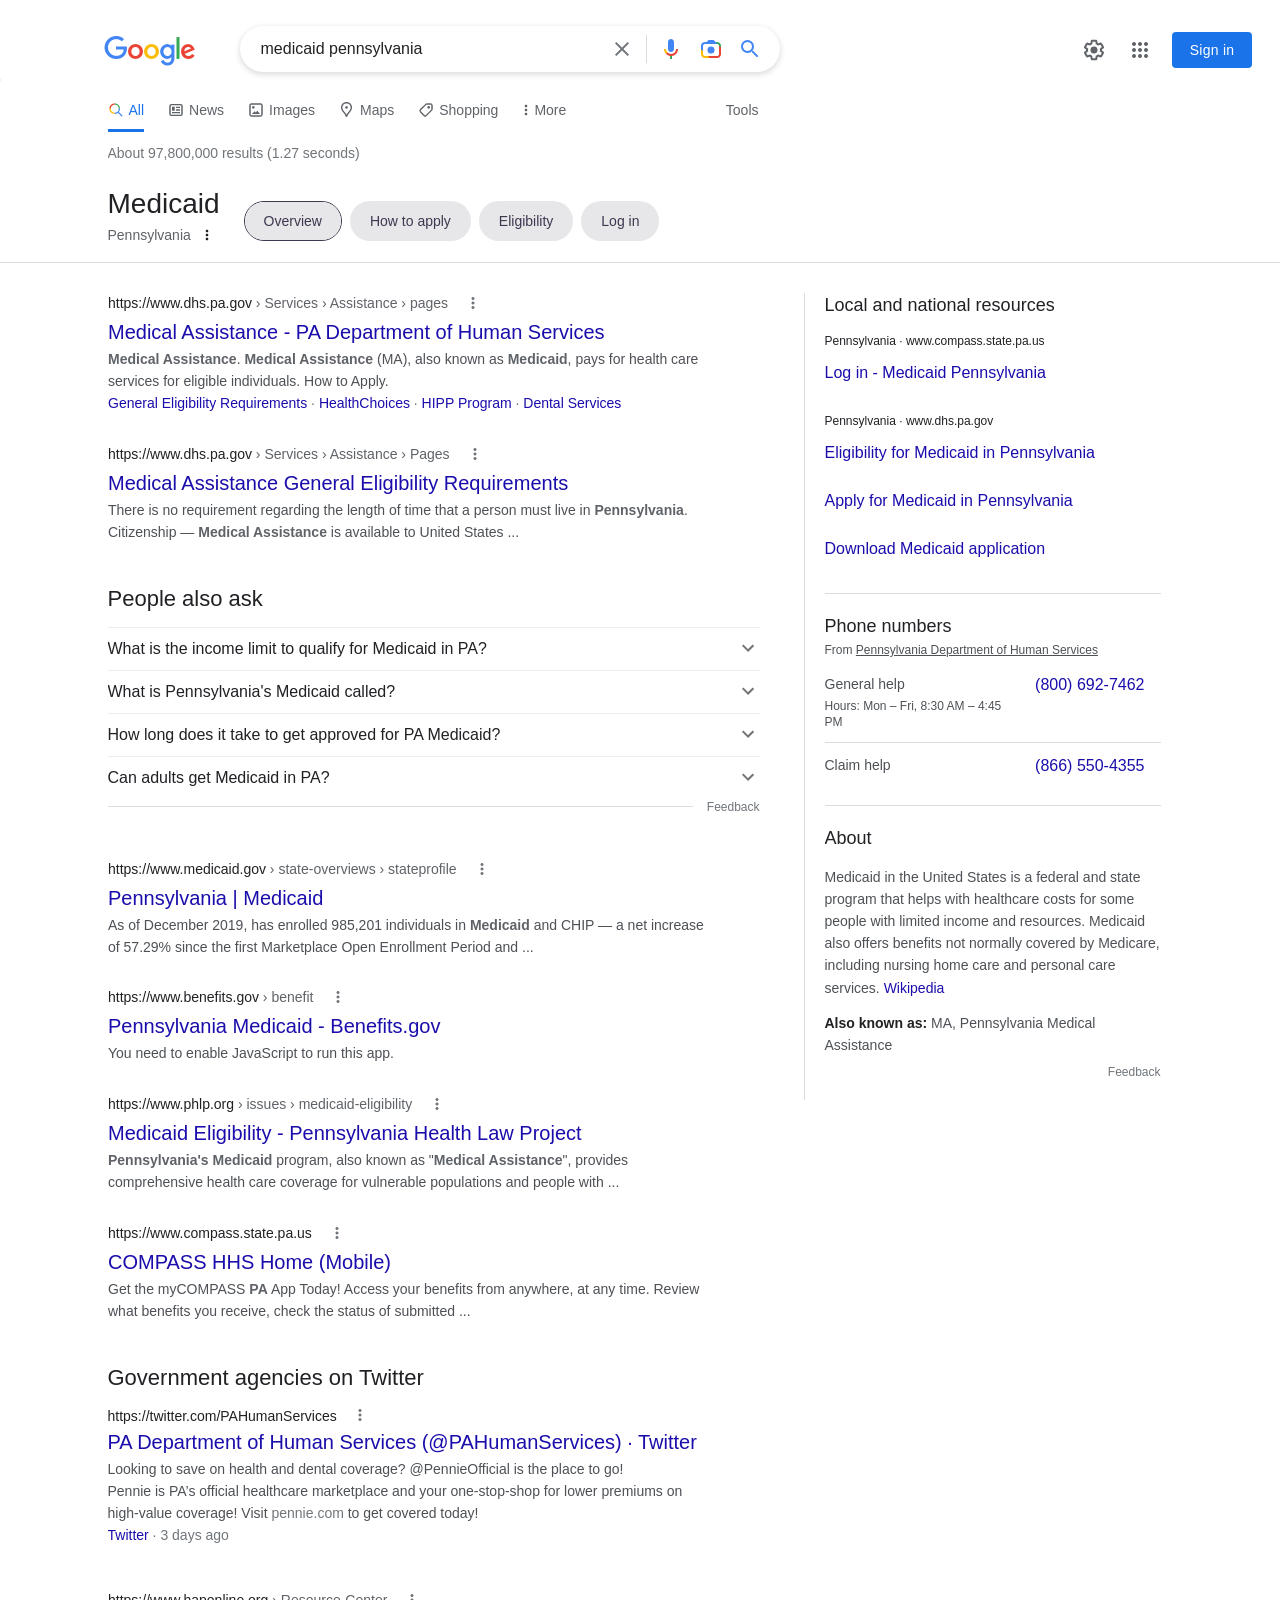 Google
medicaid pennsylvania
Sign in
All
News
Images
Maps
Shopping
More
Tools
About 97,800,000 results (1.27 seconds)
Medicaid
Pennsylvania
Overview
How to apply
Eligibility
Log in
https://www.dhs.pa.gov › Services › Assistance › pages
Medical Assistance - PA Department of Human Services
Medical Assistance. Medical Assistance (MA), also known as Medicaid, pays for health care
services for eligible individuals. How to Apply.
General Eligibility Requirements · HealthChoices · HIPP Program · Dental Services
https://www.dhs.pa.gov › Services › Assistance › Pages
Medical Assistance General Eligibility Requirements
There is no requirement regarding the length of time that a person must live in Pennsylvania.
Citizenship — Medical Assistance is available to United States ...
People also ask
What is the income limit to qualify for Medicaid in PA?
What is Pennsylvania's Medicaid called?
How long does it take to get approved for PA Medicaid?
Can adults get Medicaid in PA?
Feedback
https://www.medicaid.gov › state-overviews › stateprofile
Pennsylvania | Medicaid
As of December 2019, has enrolled 985,201 individuals in Medicaid and CHIP — a net increase
of 57.29% since the first Marketplace Open Enrollment Period and ...
https://www.benefits.gov › benefit
Pennsylvania Medicaid - Benefits.gov
You need to enable JavaScript to run this app.
https://www.phlp.org › issues › medicaid-eligibility
Medicaid Eligibility - Pennsylvania Health Law Project
Pennsylvania's Medicaid program, also known as "Medical Assistance", provides
comprehensive health care coverage for vulnerable populations and people with ...
https://www.compass.state.pa.us
COMPASS HHS Home (Mobile)
Get the myCOMPASS PA App Today! Access your benefits from anywhere, at any time. Review
what benefits you receive, check the status of submitted ...
Government agencies on Twitter
https://twitter.com/PAHumanServices
PA Department of Human Services (@PAHumanServices) · Twitter
Looking to save on health and dental coverage? @PennieOfficial is the place to go!
Pennie is PA's official healthcare marketplace and your one-stop-shop for lower premiums on
high-value coverage! Visit pennie.com to get covered today!
Twitter · 3 days ago
https://www.haponline.org › Resource-Center
Local and national resources
Pennsylvania · www.compass.state.pa.us
Log in - Medicaid Pennsylvania
Pennsylvania · www.dhs.pa.gov
Eligibility for Medicaid in Pennsylvania
Apply for Medicaid in Pennsylvania
Download Medicaid application
Phone numbers
From Pennsylvania Department of Human Services
General help
(800) 692-7462
Hours: Mon – Fri, 8:30 AM – 4:45
PM
Claim help
(866) 550-4355
About
Medicaid in the United States is a federal and state
program that helps with healthcare costs for some
people with limited income and resources. Medicaid
also offers benefits not normally covered by Medicare,
including nursing home care and personal care
services. Wikipedia
Also known as: MA, Pennsylvania Medical
Assistance
Feedback